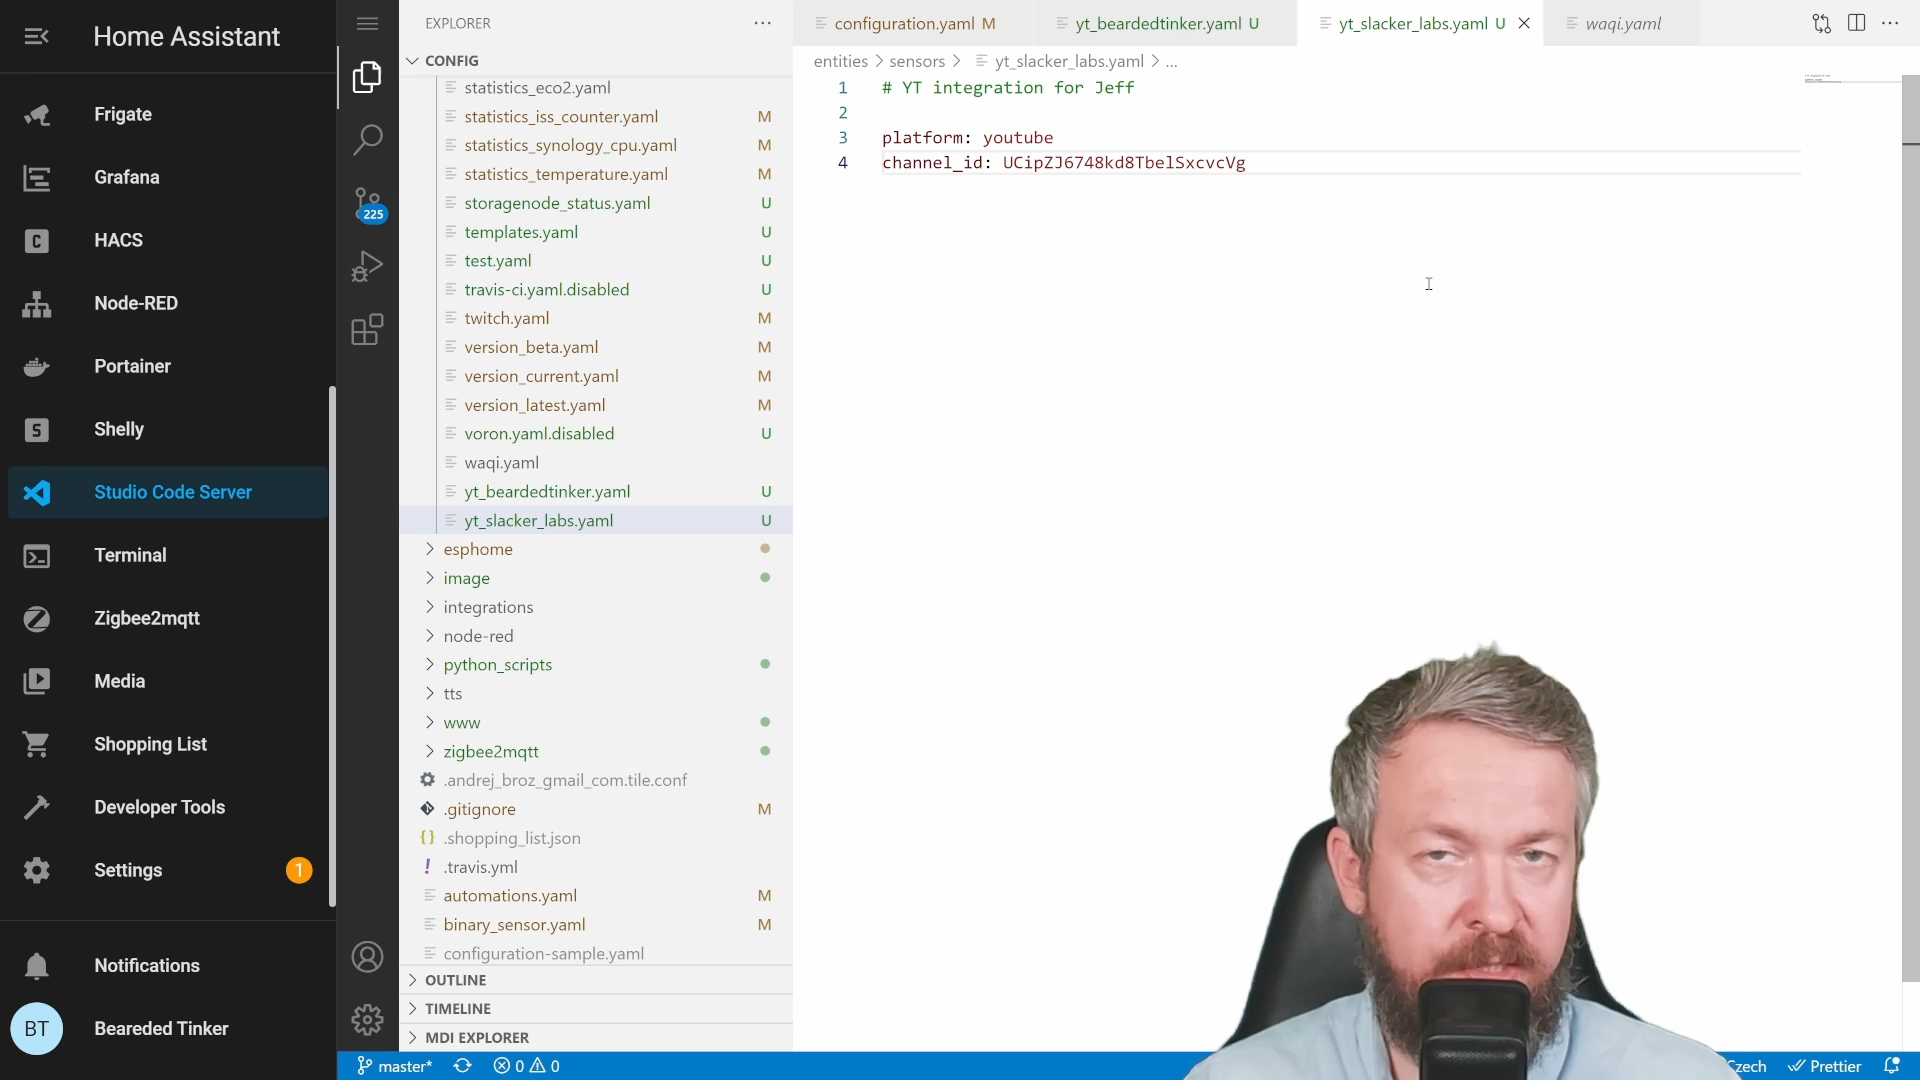 Home Assistant
Frigate
Grafana
C
HACS
Node-RED
Portainer
S
Shelly
Studio Code Server
Terminal
Zigbee2mqtt
Media
Shopping List
Developer Tools
Settings
1
Notifications
BT
Beareded Tinker
225
EXPLORER
CONFIG
statistics_eco2.yaml
statistics_iss_counter.yaml M
statistics_synology_cpu.yaml M
statistics_temperature.yaml M
storagenode_status.yaml U
templates.yaml U
test.yaml U
travis-ci.yaml.disabled U
twitch.yaml M
version_beta.yaml M
version_current.yaml M
version_latest.yaml M
voron.yaml.disabled U
waqi.yaml
yt_beardedtinker.yaml U
yt_slacker_labs.yaml U
esphome
image
integrations
node-red
python_scripts
tts
www
zigbee2mqtt
.andrej_broz_gmail_com.tile.conf
.gitignore M
{} .shopping_list.json
! .travis.yml
automations.yaml M
binary_sensor.yaml M
configuration-sample.yaml
OUTLINE
TIMELINE
MDI EXPLORER
configuration.yaml M
yt_beardedtinker.yaml U
yt_slacker_labs.yaml U
waqi.yaml
entities > sensors > yt_slacker_labs.yaml > ...
1 # YT integration for Jeff
2
3 platform: youtube
4 channel_id: UCipZJ6748kd8TbelSxcvcVg
master* 0 0
Prettier